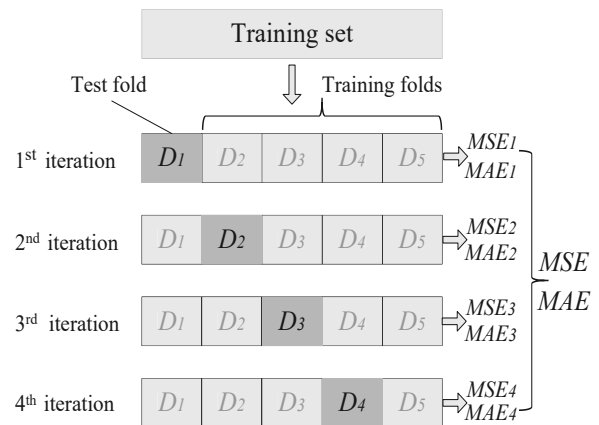 Training set
Test fold
Training folds
1st iteration D1 D2 D3 D4 D5 MSE1 MAE1
2nd iteration D1 D2 D3 D4 D5 MSE2 MAE2
3rd iteration D1 D2 D3 D4 D5 MSE3 MAE3
4th iteration D1 D2 D3 D4 D5 MSE4 MAE4
MSE
MAE